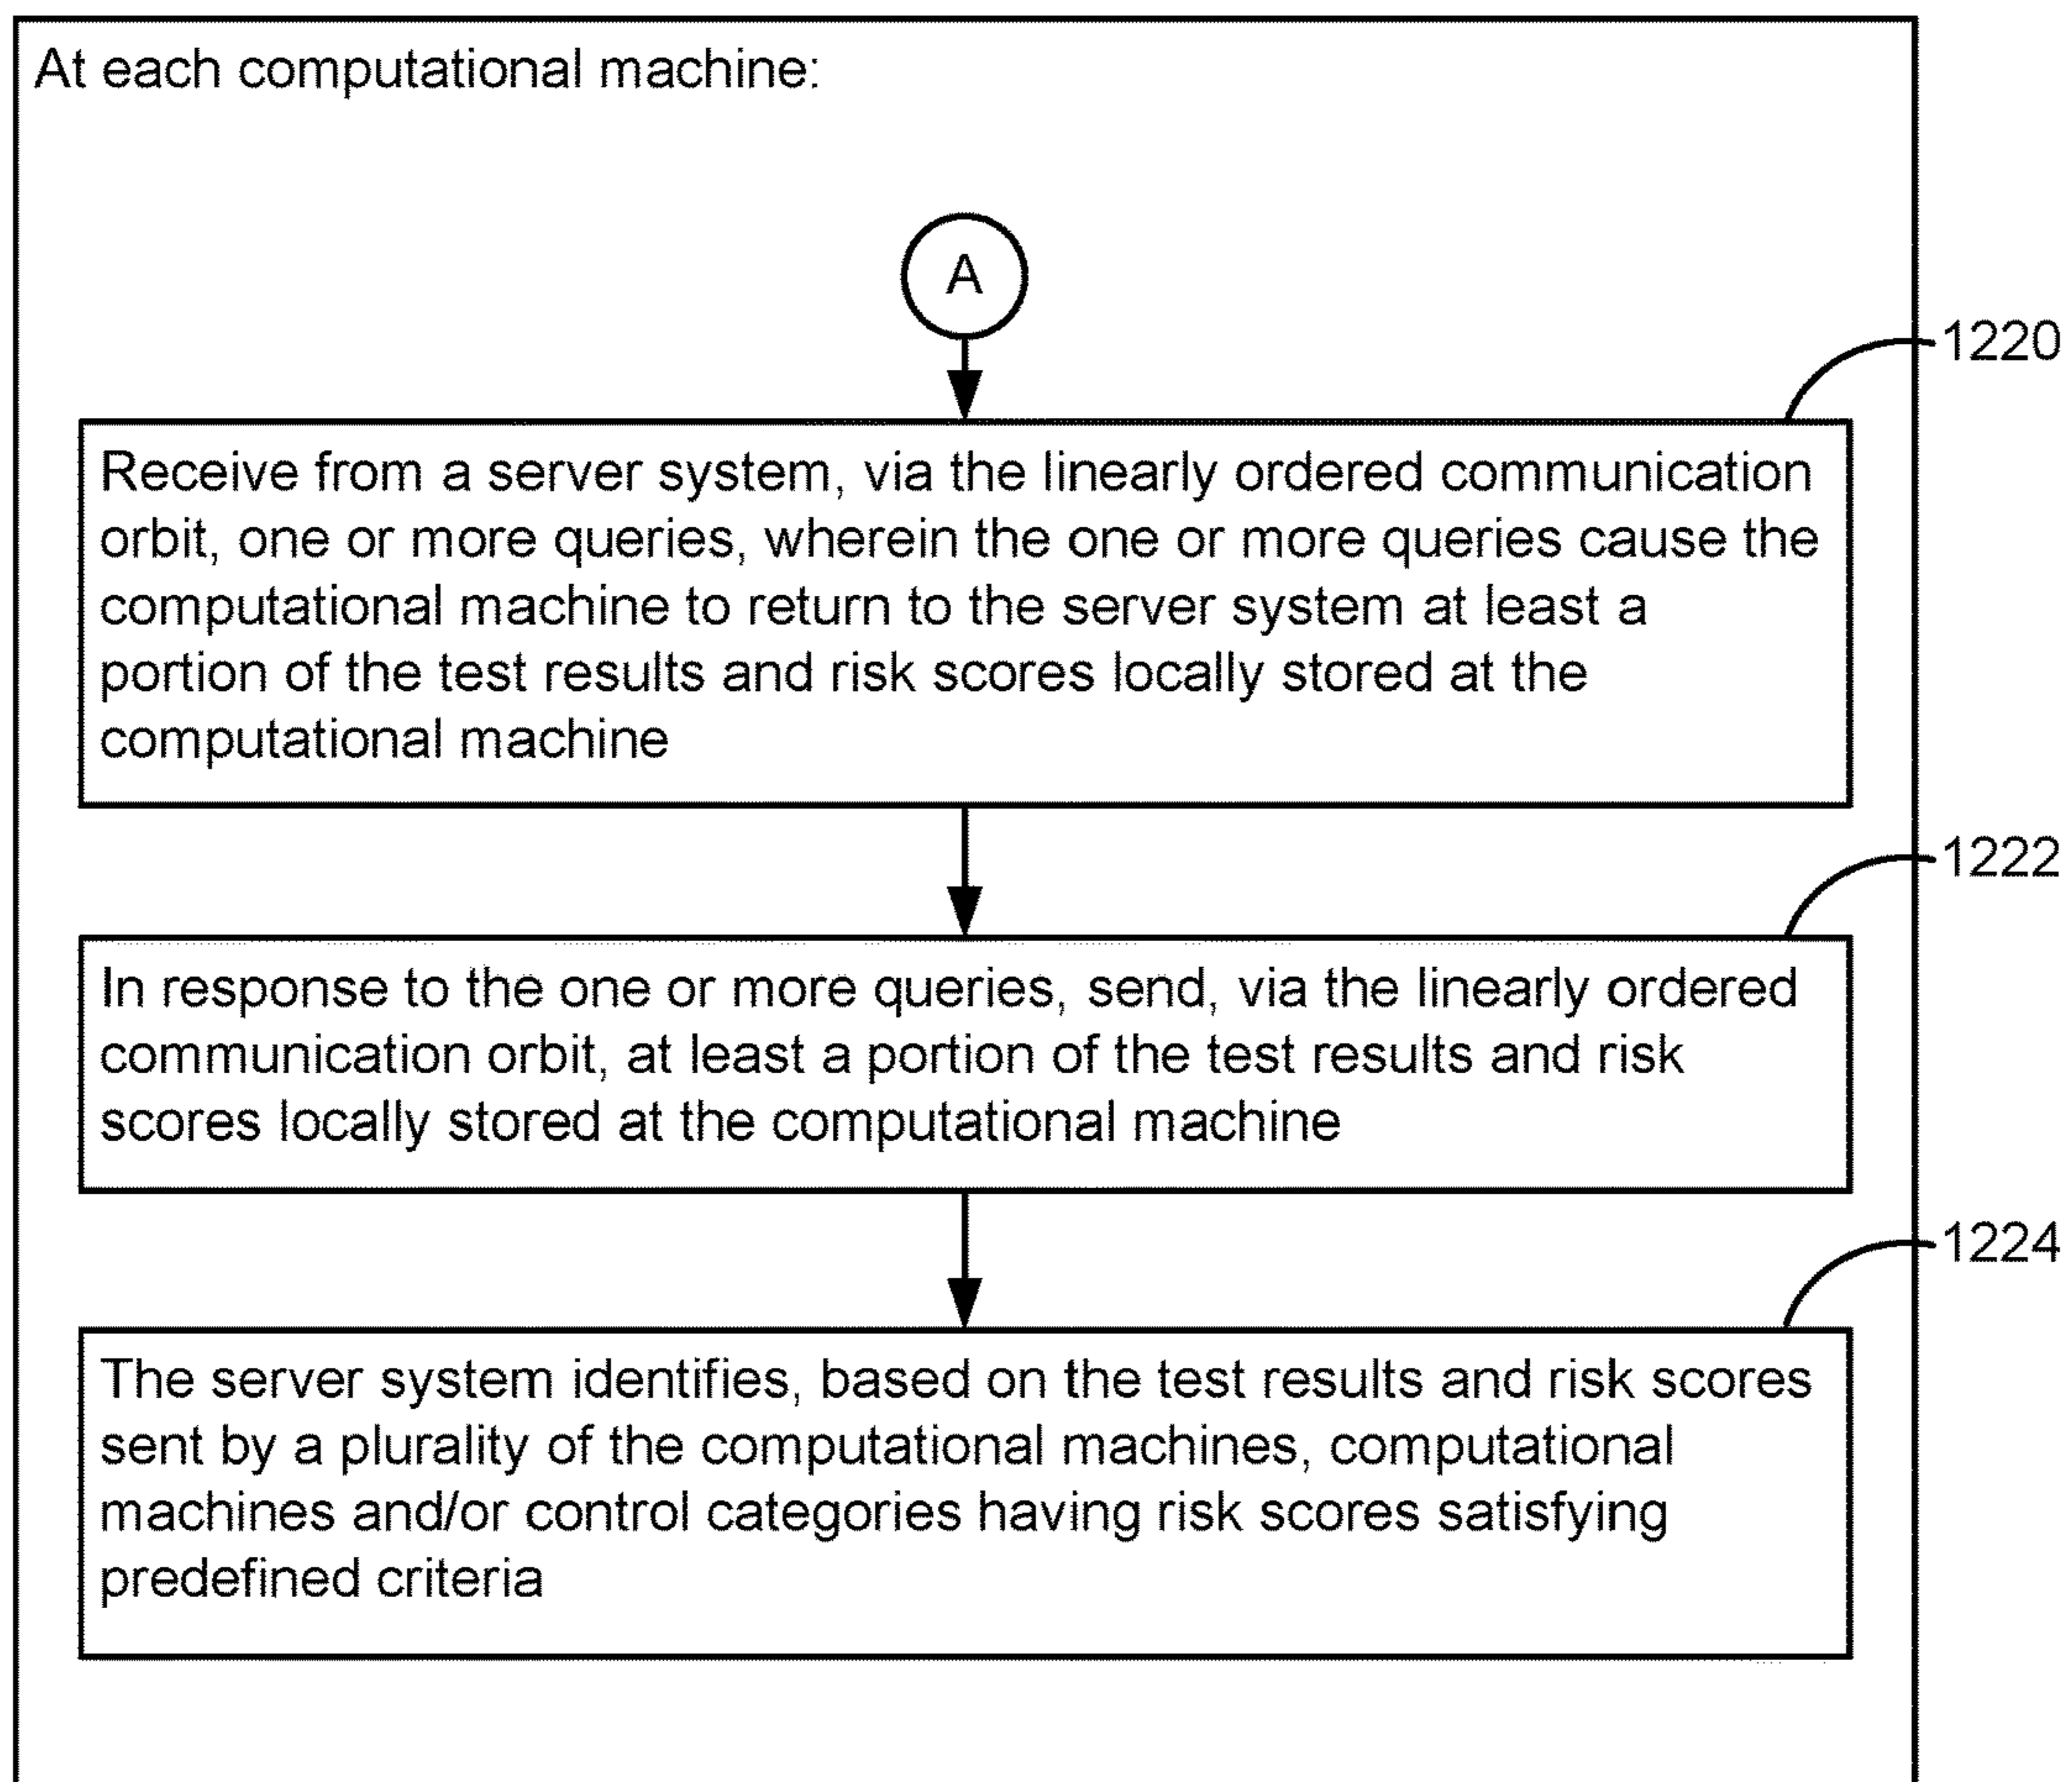 At each computational machine:
A
1220
Receive from a server system, via the linearly ordered communication
orbit, one or more queries, wherein the one or more queries cause the
computational machine to return to the server system at least a
portion of the test results and risk scores locally stored at the
computational machine
1222
In response to the one or more queries, send, via the linearly ordered
communication orbit, at least a portion of the test results and risk
scores locally stored at the computational machine
1224
The server system identifies, based on the test results and risk scores
sent by a plurality of the computational machines, computational
machines and/or control categories having risk scores satisfying
predefined criteria